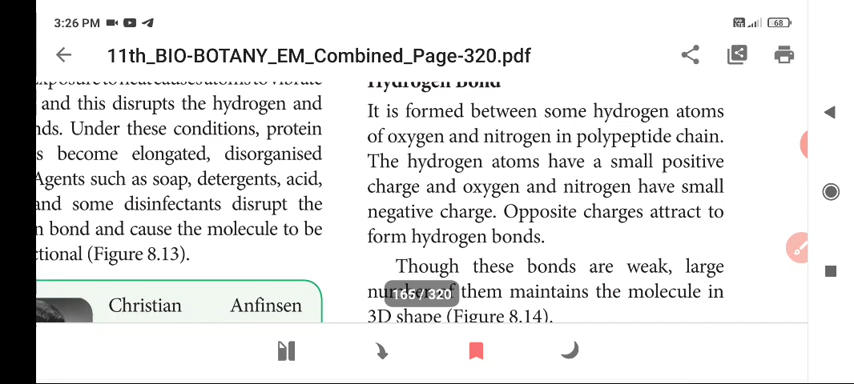 3:26 PM
68
11th_BIO-BOTANY_EM_Combined_Page-320.pdf
and this disrupts the hydrogen and
nds. Under these conditions, protein
s become elongated, disorganised
Agents such as soap, detergents, acid,
and some disinfectants disrupt the
n bond and cause the molecule to be
ctional (Figure 8.13).
Christian Anfinsen
Hydrogen Bond
It is formed between some hydrogen atoms
of oxygen and nitrogen in polypeptide chain.
The hydrogen atoms have a small positive
charge and oxygen and nitrogen have small
negative charge. Opposite charges attract to
form hydrogen bonds.
Though these bonds are weak, large
them maintains the molecule in
3D shape (Figure 8.14).
165 / 320